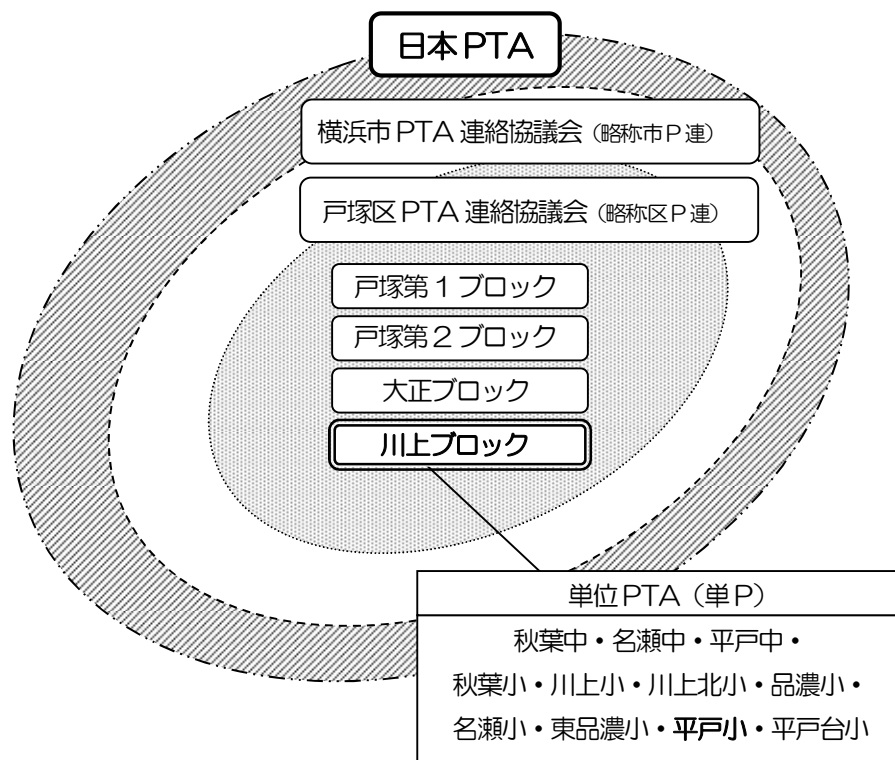 日本PTA
横浜市PTA連絡協議会(略称市P連)
戸塚区PTA連絡協議会(略称区P連)
戸塚第1ブロック
戸塚第2ブロック
大正ブロック
川上ブロック
単位PTA(単P)
秋葉中・名瀬中・平戸中・
秋葉小・川上小・川上北小・品濃小・
名瀬小・東品濃小・平戸小・平戸台小